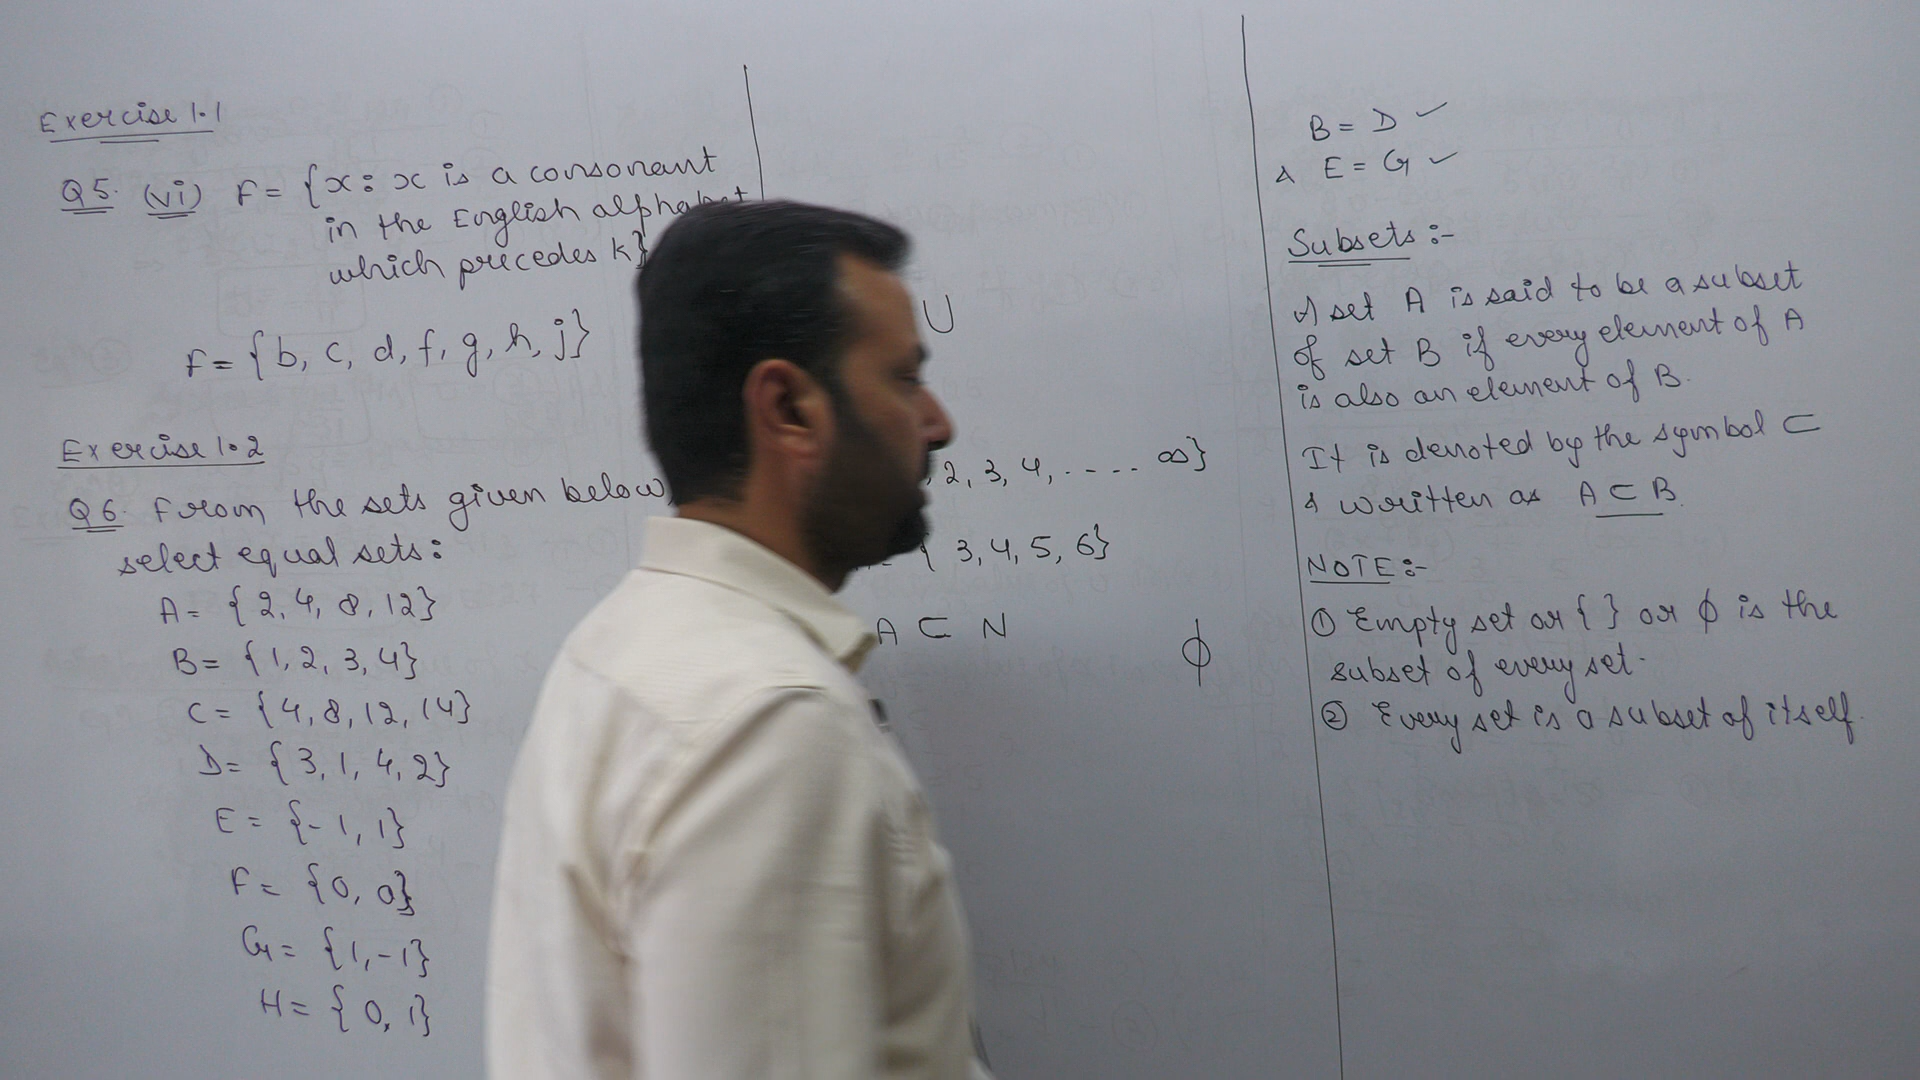 Exercise 1.1
Q5. (vi) F = {x : x is a consonant
in the English alphabet
which precedes k}
F = {b, c, d, f, g, h, j}
Exercise 1.2
Q6. From the sets given below
select equal sets :
A = {2, 4, 8, 12}
B = {1, 2, 3, 4}
C = {4, 8, 12, 14}
D = {3, 1, 4, 2}
E = {-1, 1}
F = {0, a}
G = {1, -1}
H = {0, 1}
U
2, 3, 4, ..... ∞}
{ 3, 4, 5, 6}
A ⊂ N
ϕ
B = D ✓
& E = G ✓
Subsets :-
A set A is said to be a subset
of set B if every element of A
is also an element of B.
It is denoted by the symbol ⊂
& written as A ⊂ B.
NOTE :-
① Empty set or { } or ϕ is the
subset of every set.
② Every set is a subset of itself.